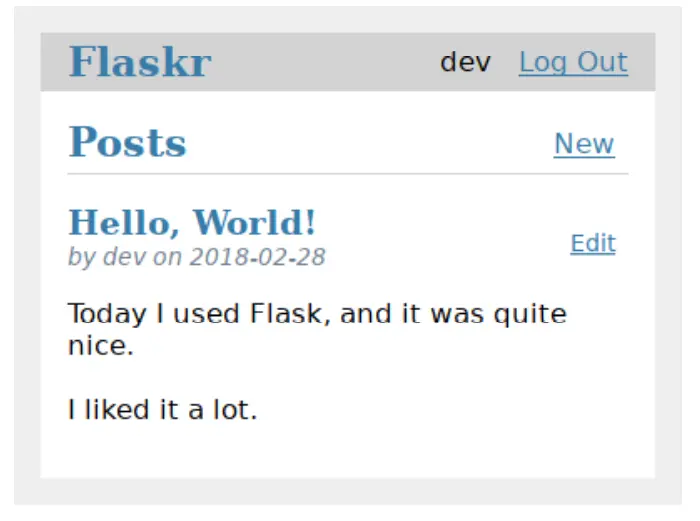 Flaskr dev Log Out
Posts New
Hello, World!
by dev on 2018-02-28 Edit
Today I used Flask, and it was quite
nice.
I liked it a lot.